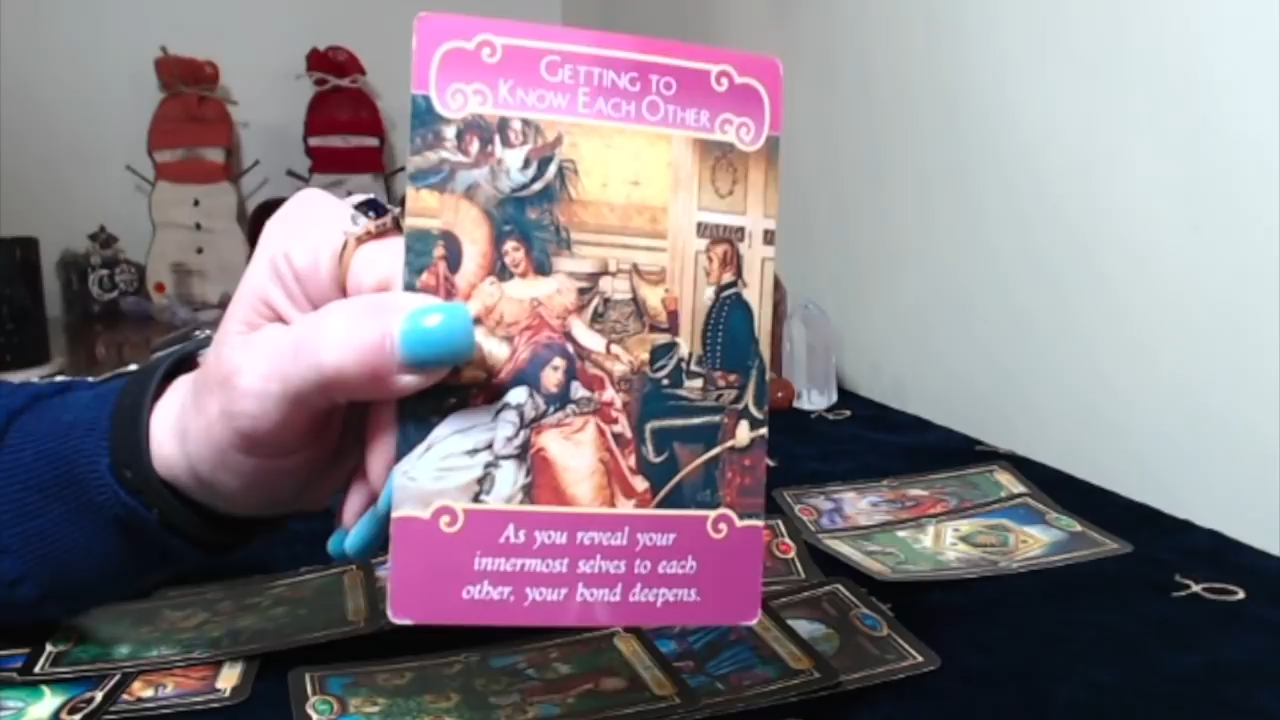 GETTING TO
KNOW EACH OTHER
As you reveal your
innermost selves to each
other, your bond deepens.